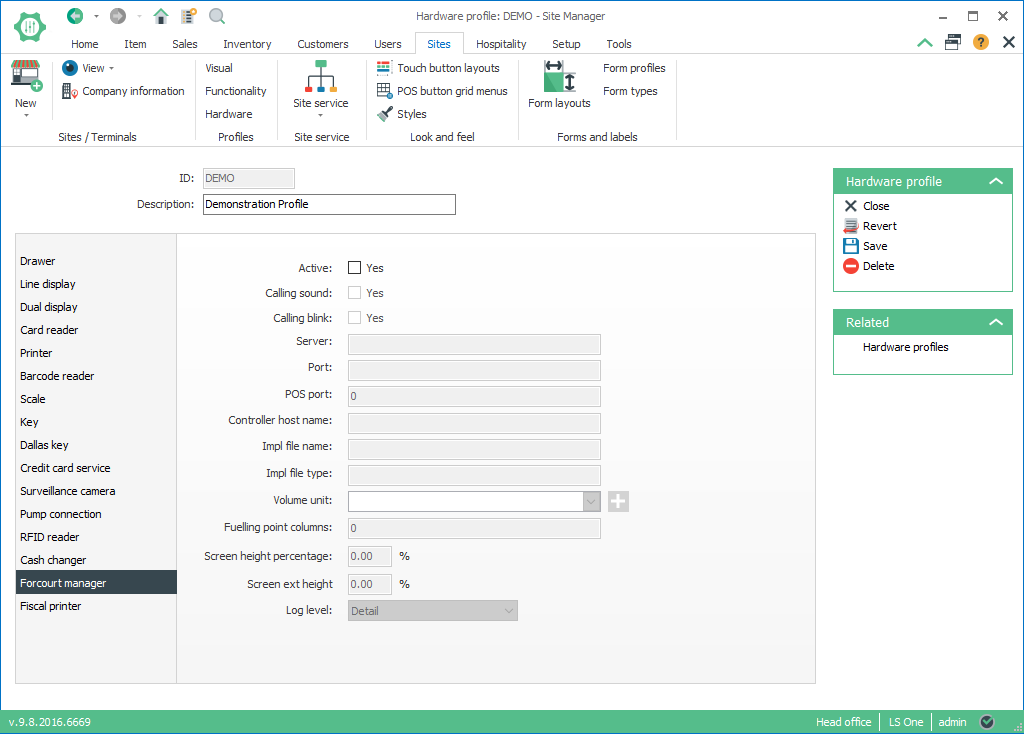 Hardware profile: DEMO - Site Manager
Home Item Sales Inventory Customers Users Sites Hospitality Setup Tools
New
View
Company information
Sites / Terminals
Visual
Functionality
Hardware
Profiles
Site service
Site service
Touch button layouts
POS button grid menus
Styles
Look and feel
Form layouts
Form profiles
Form types
Forms and labels
ID: DEMO
Description: Demonstration Profile
Drawer
Line display
Dual display
Card reader
Printer
Barcode reader
Scale
Key
Dallas key
Credit card service
Surveillance camera
Pump connection
RFID reader
Cash changer
Forcourt manager
Fiscal printer
Active: Yes
Calling sound: Yes
Calling blink: Yes
Server:
Port:
POS port: 0
Controller host name:
Impl file name:
Impl file type:
Volume unit:
Fuelling point columns: 0
Screen height percentage: 0.00 %
Screen ext height 0.00 %
Log level: Detail
Hardware profile
Close
Revert
Save
Delete
Related
Hardware profiles
v.9.8.2016.6669
Head office LS One admin